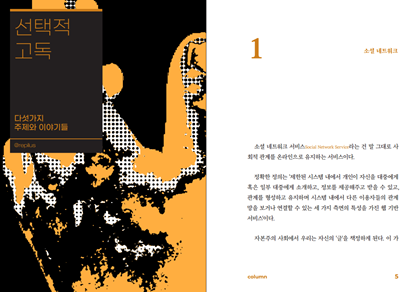 선택적
고독
다섯가지
주제와 이야기들
1
소셜 네트워크
소셜 네트워크 서비스(Social Network Service)라는 건 말 그대로 사
회적 관계를 온라인으로 유지하는 서비스이다.
명확한 정의는 '제한된 시스템 내에서 개인이 자신을 대중에게
혹은 일부 대중에게 소개하고, 정보를 제공해주고 받을 수 있고,
관계를 형성하고 유지하며 시스템 내에서 다른 이용자들의 관계
망을 보거나 연결할 수 있는 세 가지 측면의 특성을 가진 웹 기반
서비스'이다.
자본주의 사회에서 우리는 자신의 '급'을 책정하게 된다. 이 가
column
5